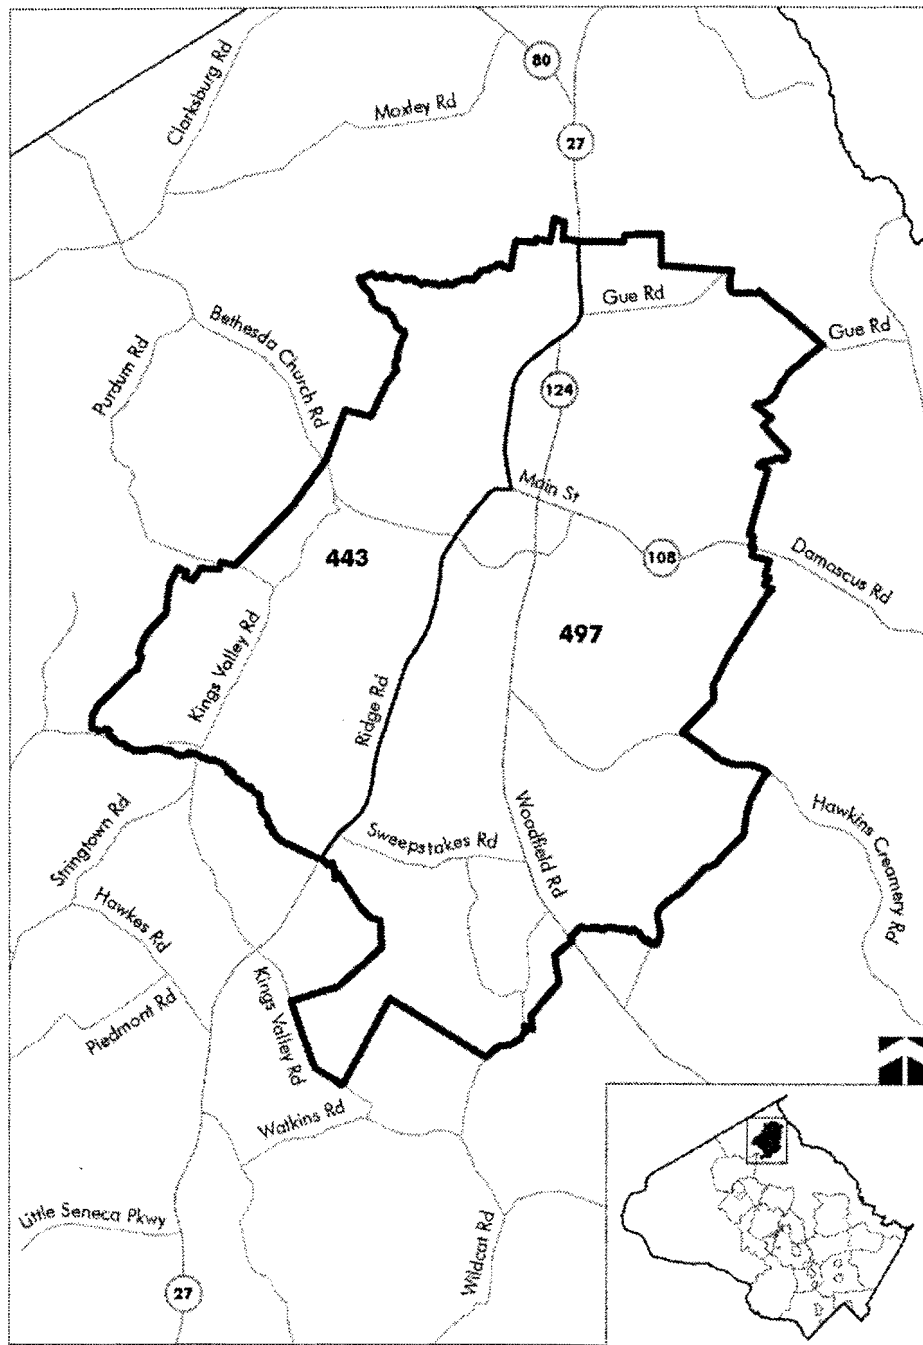 80
Clarksburg Rd
Moxley Rd
27
Gue Rd
Gue Rd
Bethesda Church Rd
Purdum Rd
124
Main St
443
108
Damascus Rd
497
Kings Valley Rd
Ridge Rd
Stringtown Rd
Sweepstakes Rd
Woodfield Rd
Hawkins Creamery Rd
Hawkes Rd
Piedmont Rd
Kings Valley Rd
Watkins Rd
Little Seneca Pkwy
Wildcat Rd
27